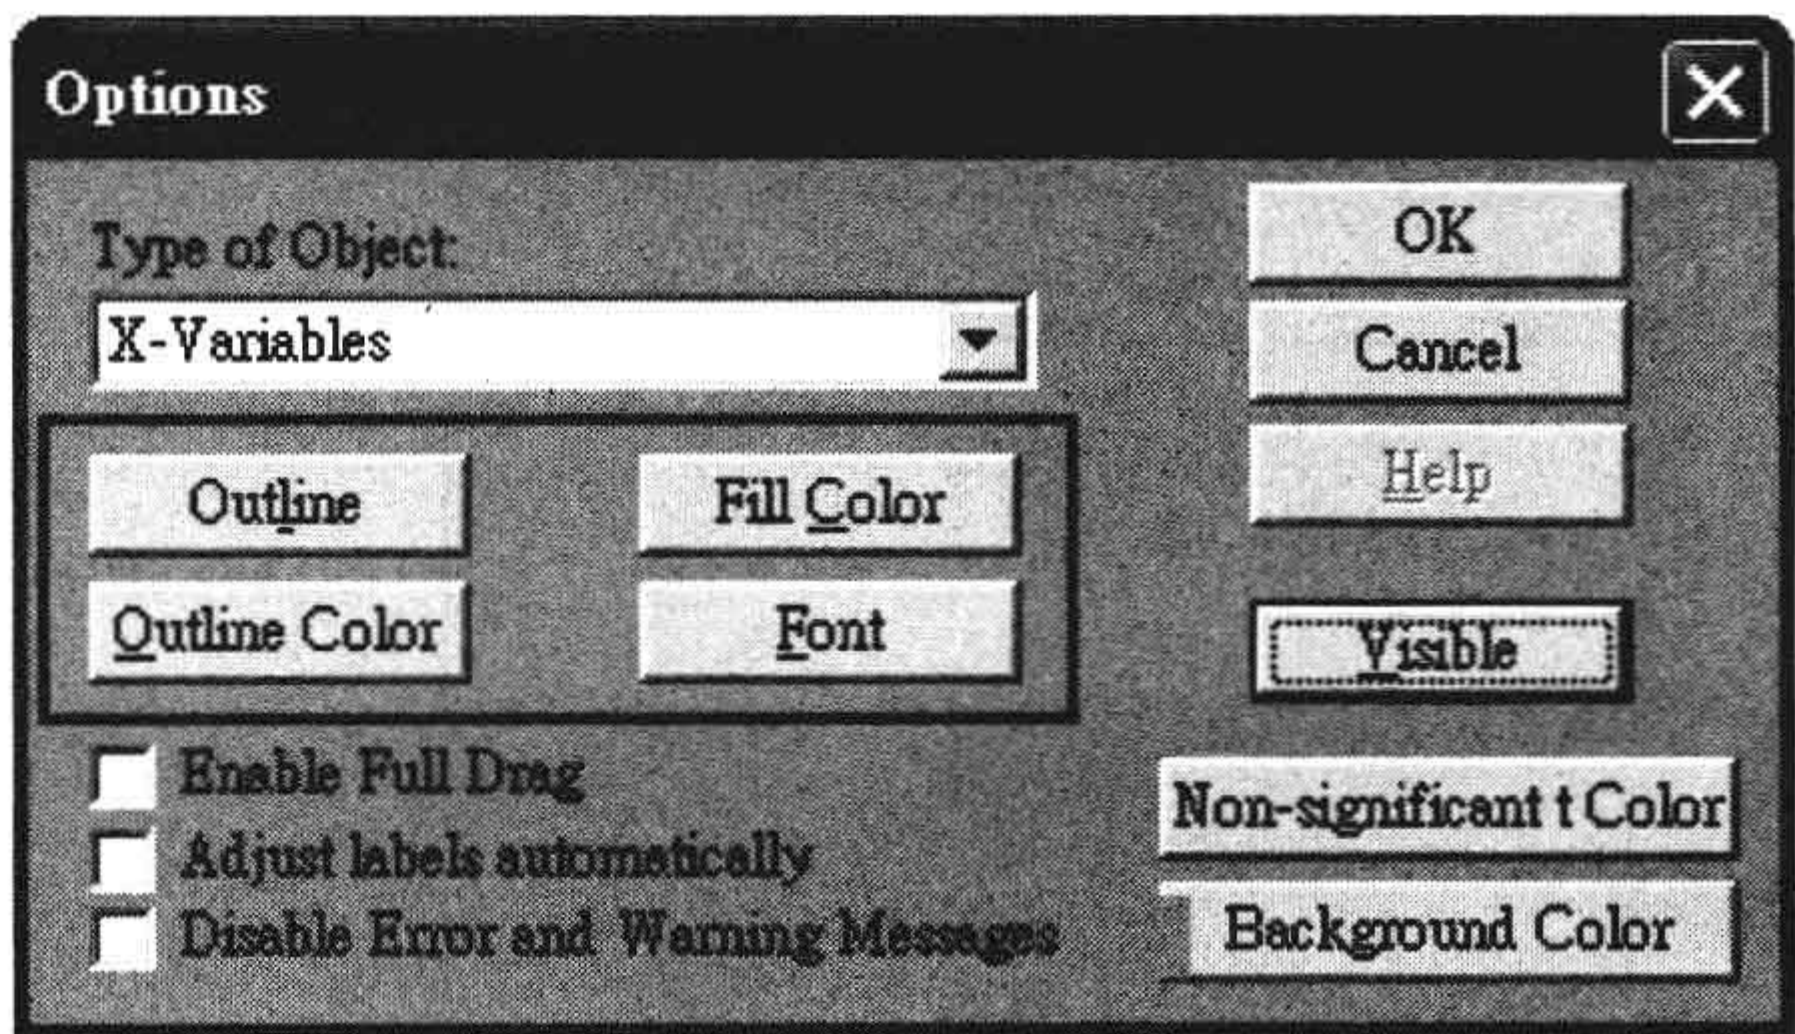 Options
Type of Object:
X-Variables
OK
Cancel
Help
Outline
Fill Color
Outline Color
Font
Visible
Enable Full Drag
Adjust labels automatically
Disable Error and Warning Messages
Non-significant t Color
Background Color